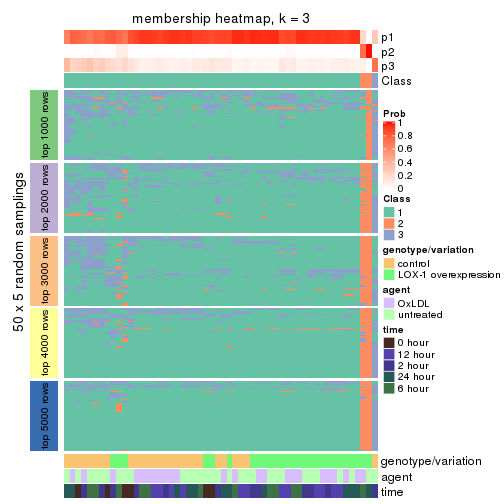 membership heatmap, k = 3
p1
p2
p3
Class
50 x 5 random samplings
top 1000 rows
top 2000 rows
top 3000 rows
top 4000 rows
top 5000 rows
Prob
1
0.8
0.6
0.4
0.2
0
Class
1
2
3
genotype/variation
control
LOX-1 overexpression
agent
OxLDL
untreated
time
0 hour
12 hour
2 hour
24 hour
6 hour
genotype/variation
agent
time